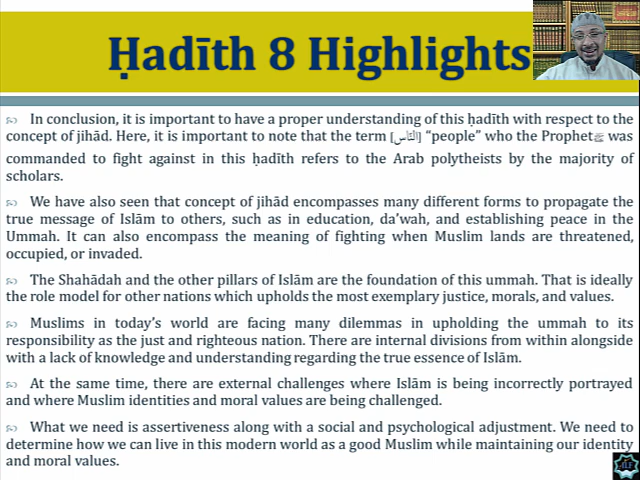 Ḥadīth 8 Highlights
In conclusion, it is important to have a proper understanding of this ḥadīth with respect to the
concept of jihād. Here, it is important to note that the term [النَّاس] “people” who the Prophet ﷺ was
commanded to fight against in this ḥadīth refers to the Arab polytheists by the majority of
scholars.
We have also seen that concept of jihād encompasses many different forms to propagate the
true message of Islām to others, such as in education, da’wah, and establishing peace in the
Ummah. It can also encompass the meaning of fighting when Muslim lands are threatened,
occupied, or invaded.
The Shahādah and the other pillars of Islām are the foundation of this ummah. That is ideally
the role model for other nations which upholds the most exemplary justice, morals, and values.
Muslims in today’s world are facing many dilemmas in upholding the ummah to its
responsibility as the just and righteous nation. There are internal divisions from within alongside
with a lack of knowledge and understanding regarding the true essence of Islām.
At the same time, there are external challenges where Islām is being incorrectly portrayed
and where Muslim identities and moral values are being challenged.
What we need is assertiveness along with a social and psychological adjustment. We need to
determine how we can live in this modern world as a good Muslim while maintaining our identity
and moral values.